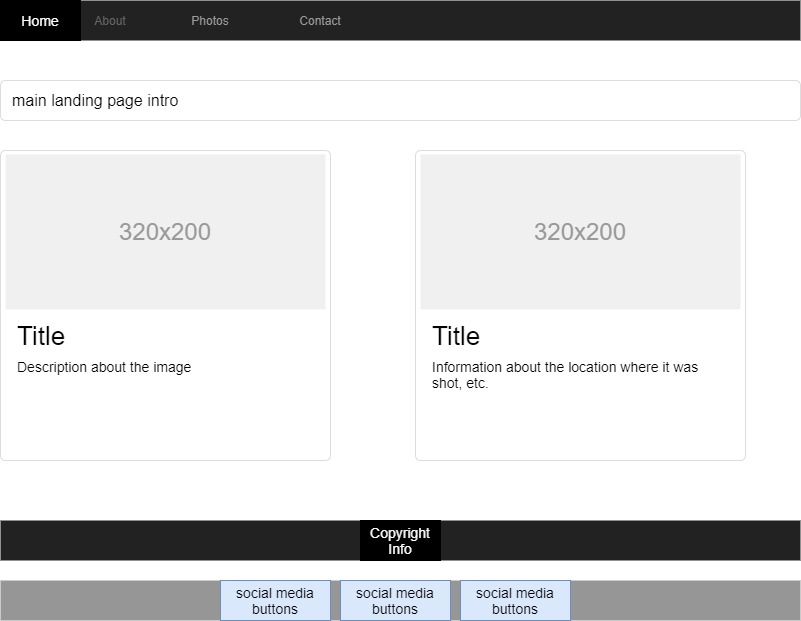 Home About Photos Contact
main landing page intro
320x200 320x200
Title
Description about the image
Title
Information about the location where it was
shot, etc.
Copyright
Info
social media
buttons
social media
buttons
social media
buttons